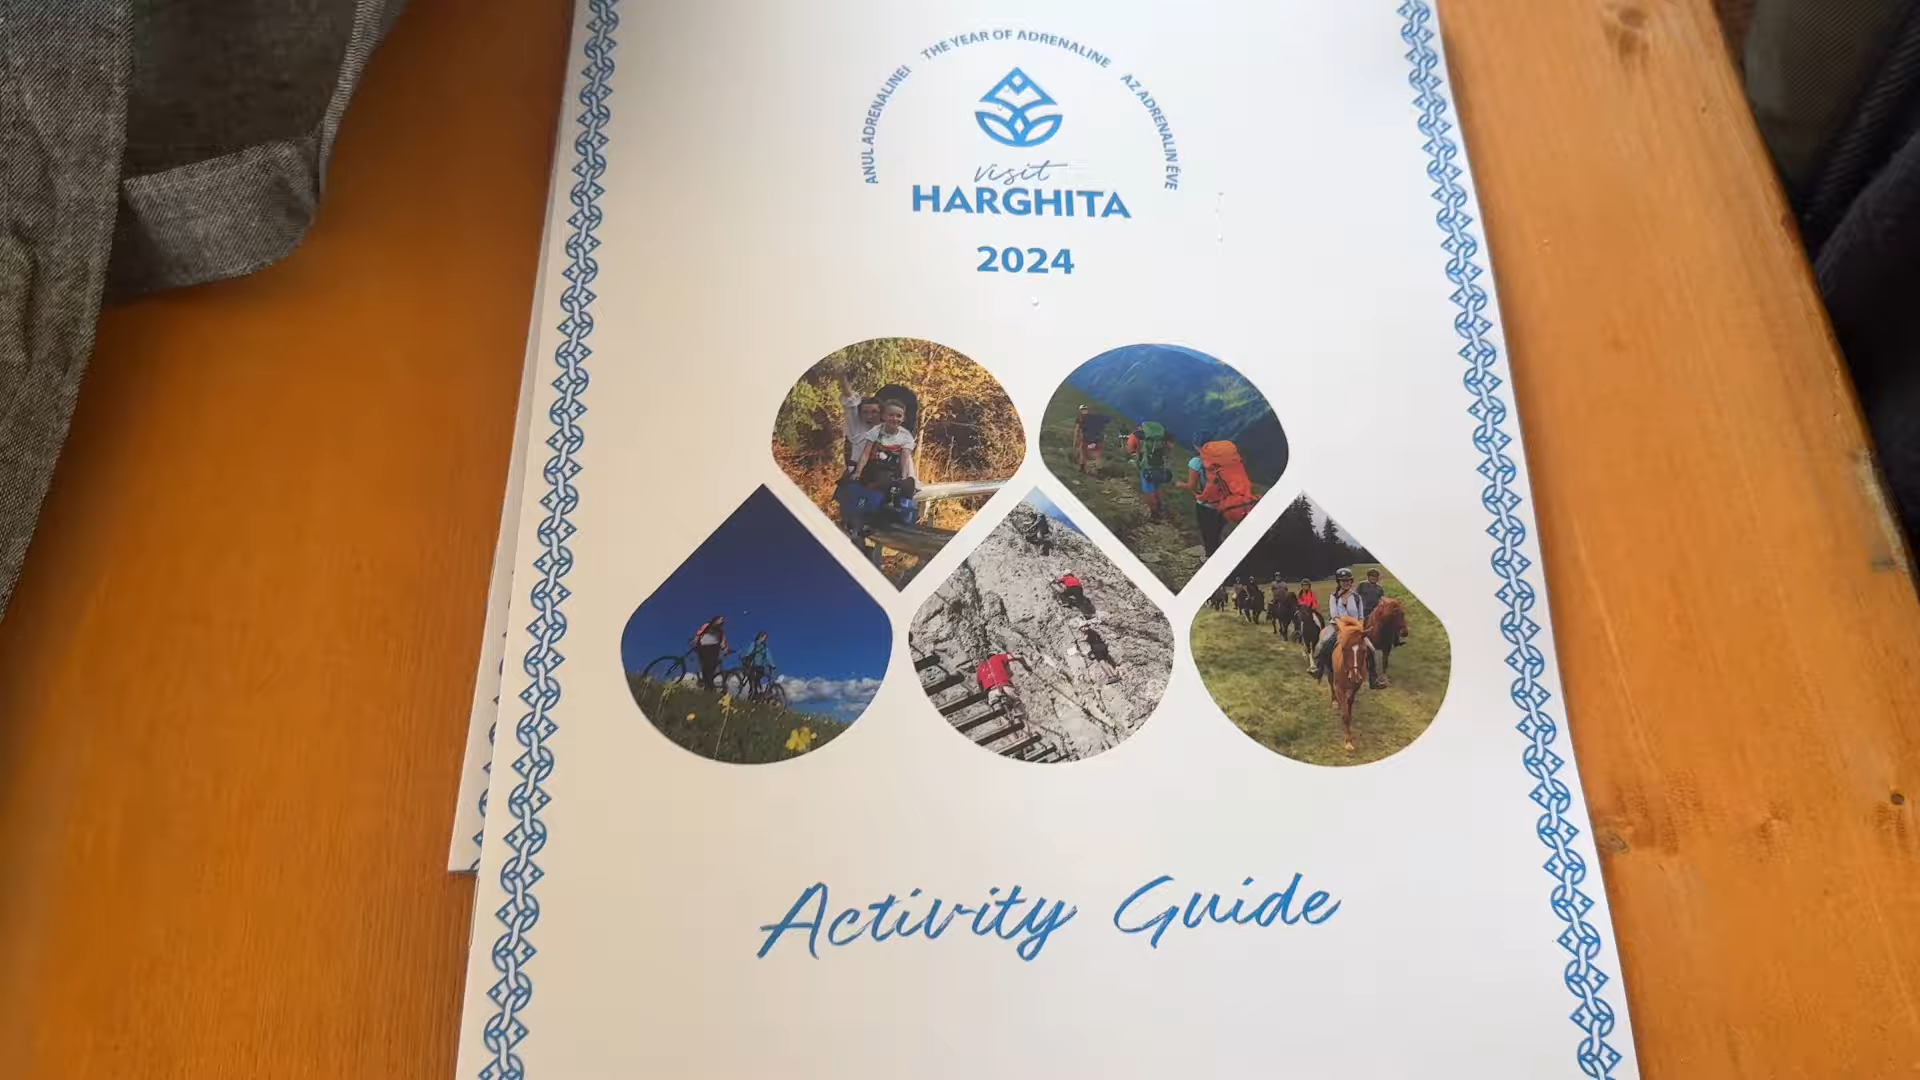 ANUL ADRENALINEI THE YEAR OF ADRENALINE AZ ADRENALIN ÉVE
visit
HARGHITA
2024
Activity Guide